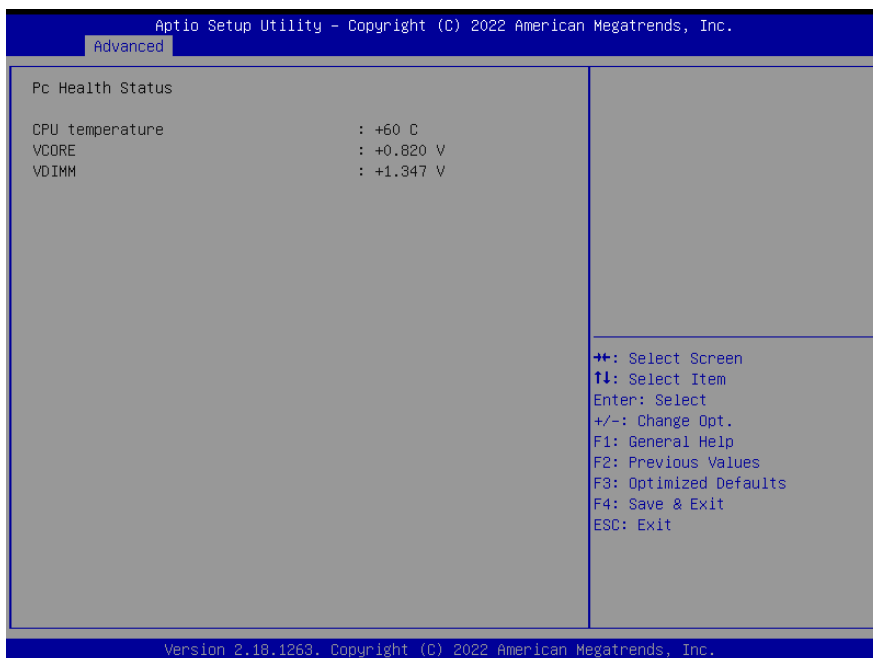 Aptio Setup Utility – Copyright (C) 2022 American Megatrends, Inc.
Advanced
Pc Health Status
CPU temperature : +60 C
VCORE : +0.820 V
VDIMM : +1.347 V
→←: Select Screen
↑↓: Select Item
Enter: Select
+/-: Change Opt.
F1: General Help
F2: Previous Values
F3: Optimized Defaults
F4: Save & Exit
ESC: Exit
Version 2.18.1263. Copyright (C) 2022 American Megatrends, Inc.